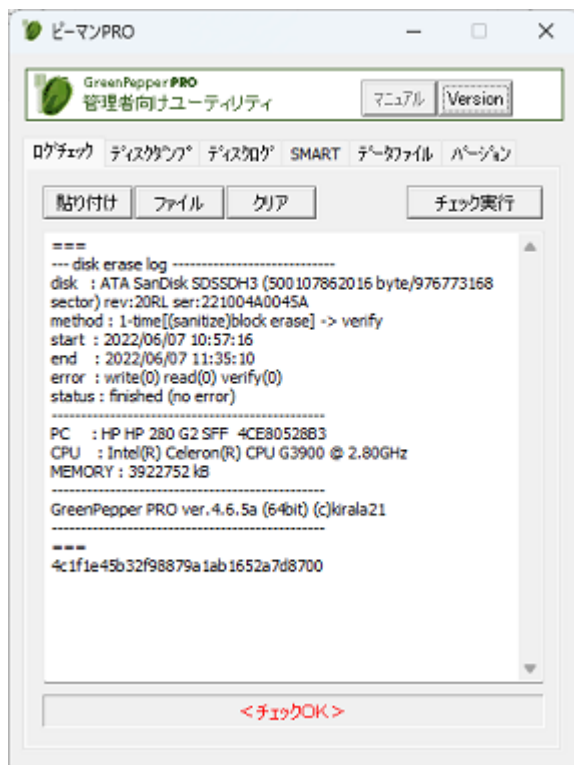 ピーマンPRO
GreenPepper PRO
管理者向けユーティリティ
マニュアル
Version
ログチェック ディスクダンプ ディスクログ SMART データファイル バージョン
貼り付け ファイル クリア チェック実行
===
--- disk erase log -----------------------------
disk : ATA SanDisk SDSSDH3 (500107862016 byte/976773168
sector) rev:20RL ser:221004A0045A
method : 1-time[(sanitize)block erase] -> verify
start : 2022/06/07 10:57:16
end : 2022/06/07 11:35:10
error : write(0) read(0) verify(0)
status : finished (no error)
------------------------------------------------
PC : HP HP 280 G2 SFF 4CE80528B3
CPU : Intel(R) Celeron(R) CPU G3900 @ 2.80GHz
MEMORY : 3922752 kB
------------------------------------------------
GreenPepper PRO ver.4.6.5a (64bit) (c)kirala21
------------------------------------------------
===
4c1f1e45b32f98879a1ab1652a7d8700
<チェックOK>